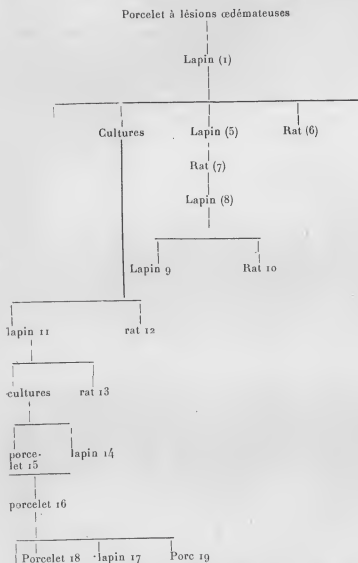 Porcelet à lésions œdémateuses
Lapin (1)
Cultures Lapin (5) Rat (6)
Rat (7)
Lapin (8)
Lapin 9 Rat 10
lapin 11 rat 12
cultures rat 13
porce- lapin 14
let 15
porcelet 16
Porcelet 18 lapin 17 Porc 19